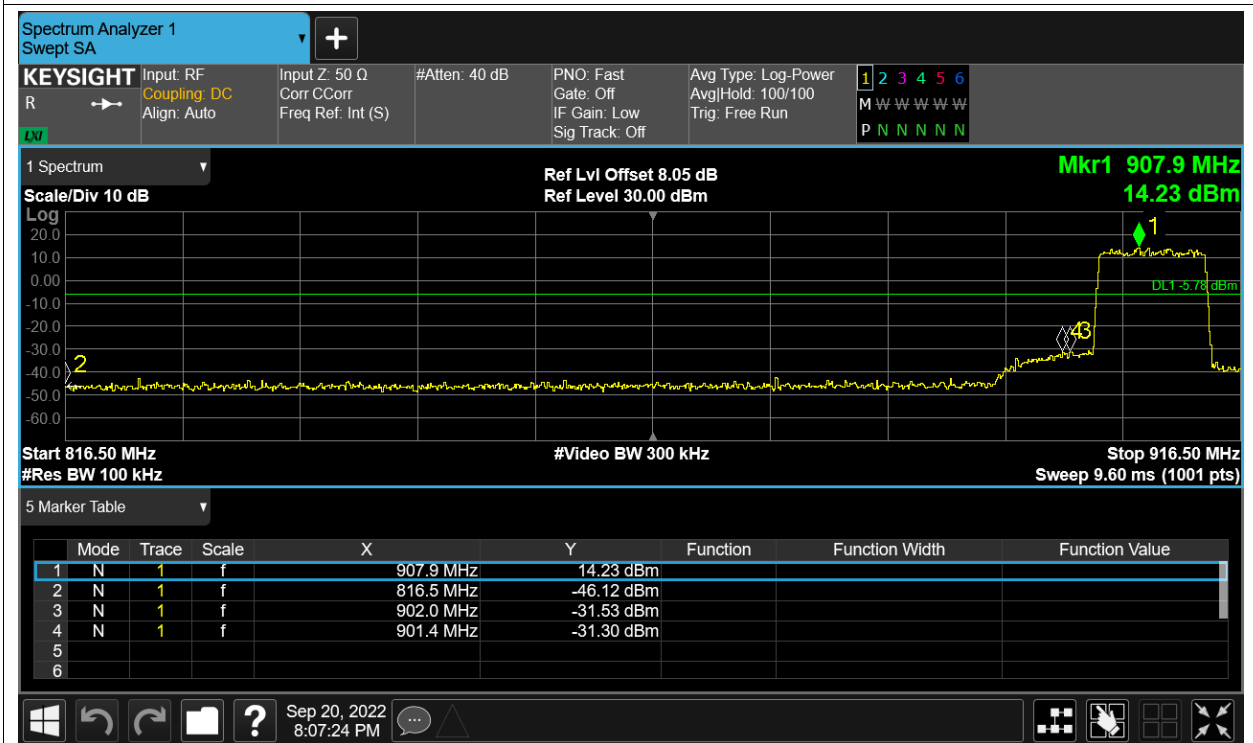 Spectrum Analyzer 1
Swept SA
KEYSIGHT
R
LXI
Input: RF
Coupling: DC
Align: Auto
Input Z: 50 Ω
Corr CCorr
Freq Ref: Int (S)
#Atten: 40 dB
PNO: Fast
Gate: Off
IF Gain: Low
Sig Track: Off
Avg Type: Log-Power
Avg|Hold: 100/100
Trig: Free Run
1 2 3 4 5 6
M W W W W W
P N N N N N
1 Spectrum
Scale/Div 10 dB
Ref Lvl Offset 8.05 dB
Ref Level 30.00 dBm
Mkr1 907.9 MHz
14.23 dBm
Log
20.0
10.0
0.00
-10.0
-20.0
-30.0
-40.0
-50.0
-60.0
1
DL1 -5.78 dBm
43
2
Start 816.50 MHz
#Res BW 100 kHz
#Video BW 300 kHz
Stop 916.50 MHz
Sweep 9.60 ms (1001 pts)
5 Marker Table
Mode Trace Scale X Y Function Function Width Function Value
1 N 1 f 907.9 MHz 14.23 dBm
2 N 1 f 816.5 MHz -46.12 dBm
3 N 1 f 902.0 MHz -31.53 dBm
4 N 1 f 901.4 MHz -31.30 dBm
5
6
?
Sep 20, 2022
8:07:24 PM